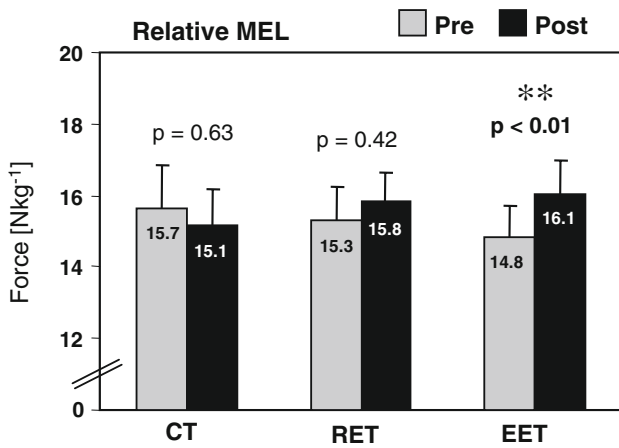 Relative MEL
Pre
Post
Force [Nkg⁻¹]
20
18
16
14
12
0
p = 0.63
p = 0.42
**
p < 0.01
15.7
15.1
15.3
15.8
14.8
16.1
CT
RET
EET